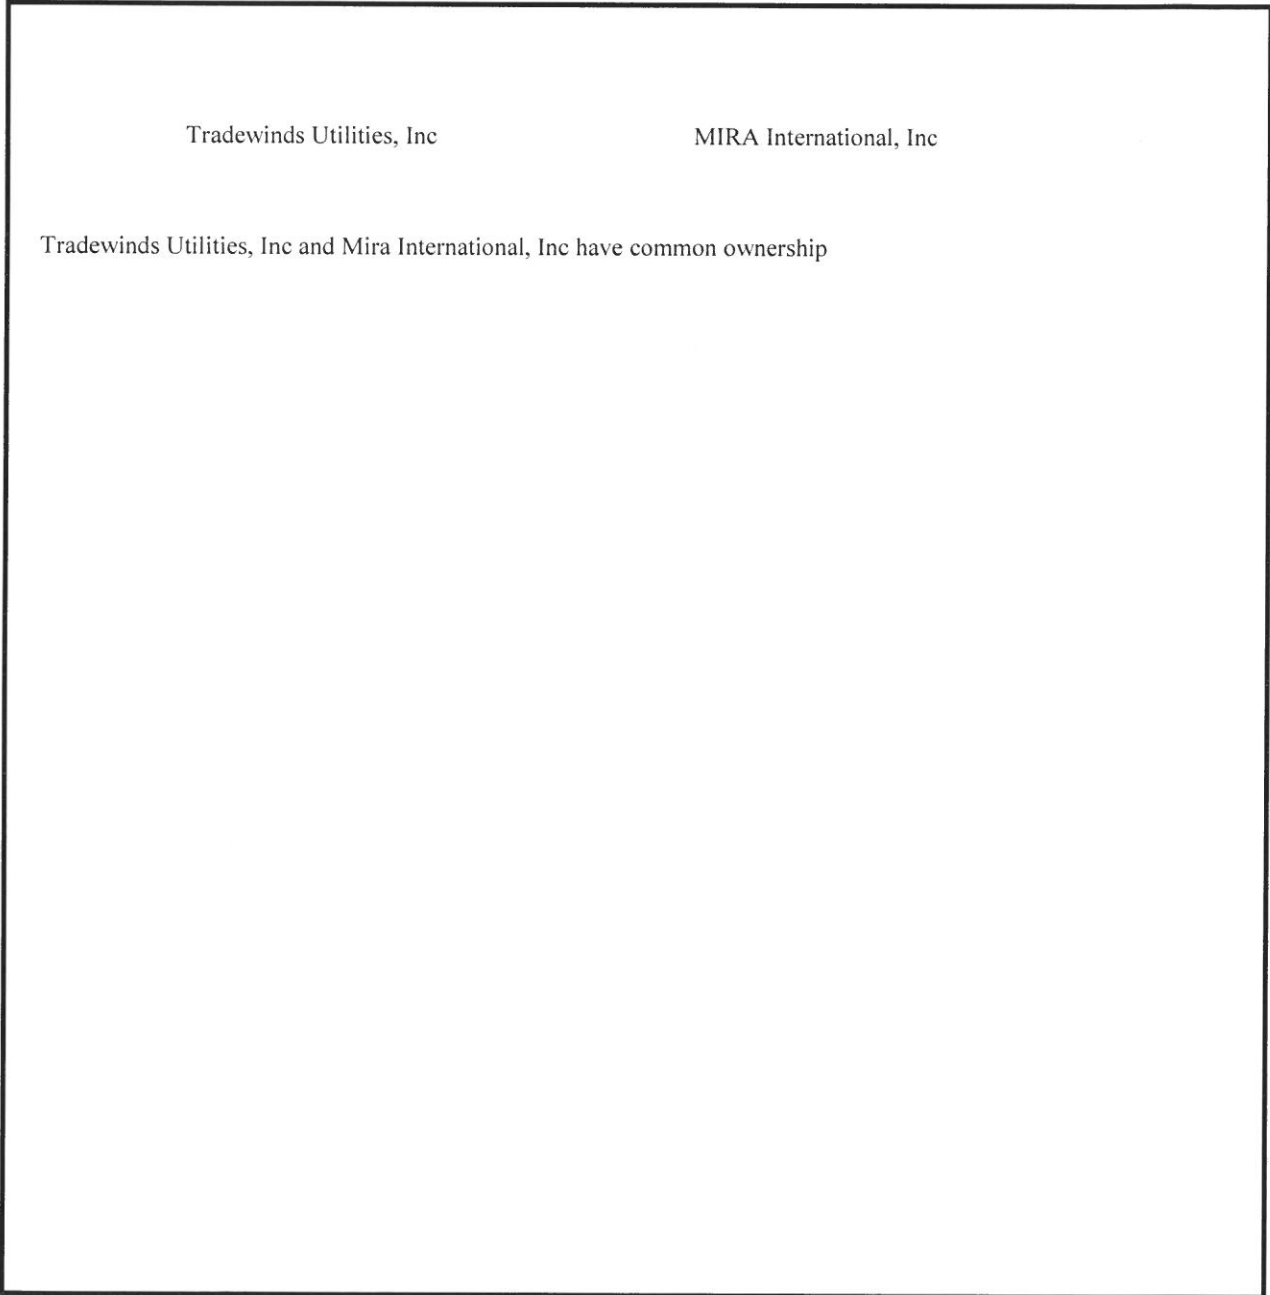 Tradewinds Utilities, Inc MIRA International, Inc
Tradewinds Utilities, Inc and Mira International, Inc have common ownership